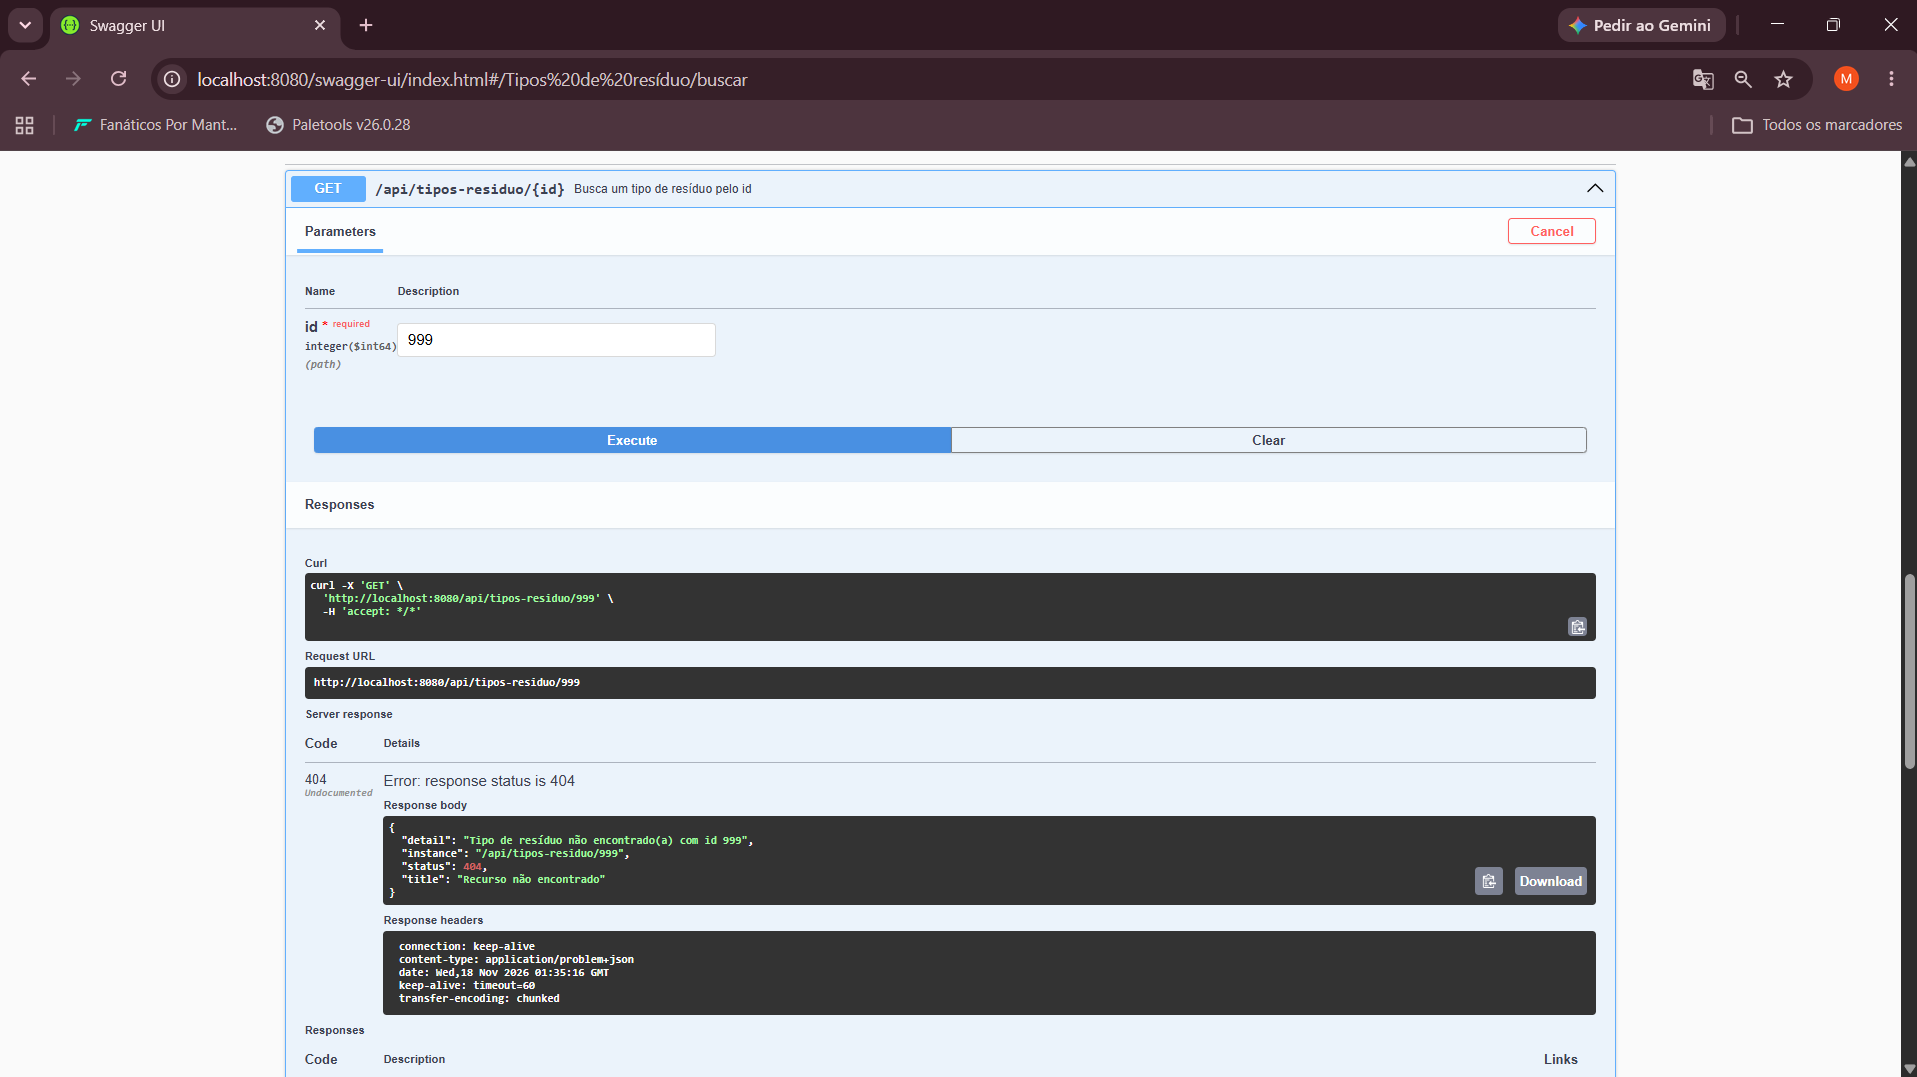 Swagger UI
Pedir ao Gemini
localhost:8080/swagger-ui/index.html#/Tipos%20de%20resíduo/buscar
M
Fanáticos Por Mant...
Paletools v26.0.28
Todos os marcadores
GET /api/tipos-residuo/{id} Busca um tipo de resíduo pelo id
Parameters
Cancel
Name Description
id * required
integer($int64)
(path)
999
Execute
Clear
Responses
Curl
curl -X 'GET' \
'http://localhost:8080/api/tipos-residuo/999' \
-H 'accept: */*'
Request URL
http://localhost:8080/api/tipos-residuo/999
Server response
Code Details
404
Undocumented
Error: response status is 404
Response body
{
"detail": "Tipo de resíduo não encontrado(a) com id 999",
"instance": "/api/tipos-residuo/999",
"status": 404,
"title": "Recurso não encontrado"
}
Download
Response headers
connection: keep-alive
content-type: application/problem+json
date: Wed,18 Nov 2026 01:35:16 GMT
keep-alive: timeout=60
transfer-encoding: chunked
Responses
Code Description Links